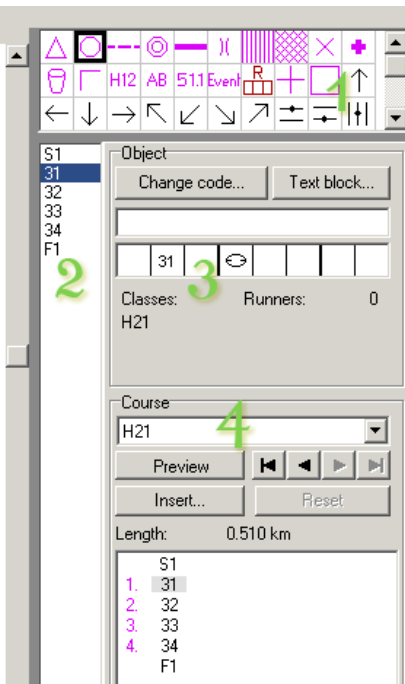 H12 AB 51.1 Event R
1
S1
31
32
33
34
F1
2
Object
Change code... Text block...
31
3
Classes: Runners: 0
H21
Course
4
H21
Preview
Insert... Reset
Length: 0.510 km
S1
1. 31
2. 32
3. 33
4. 34
F1